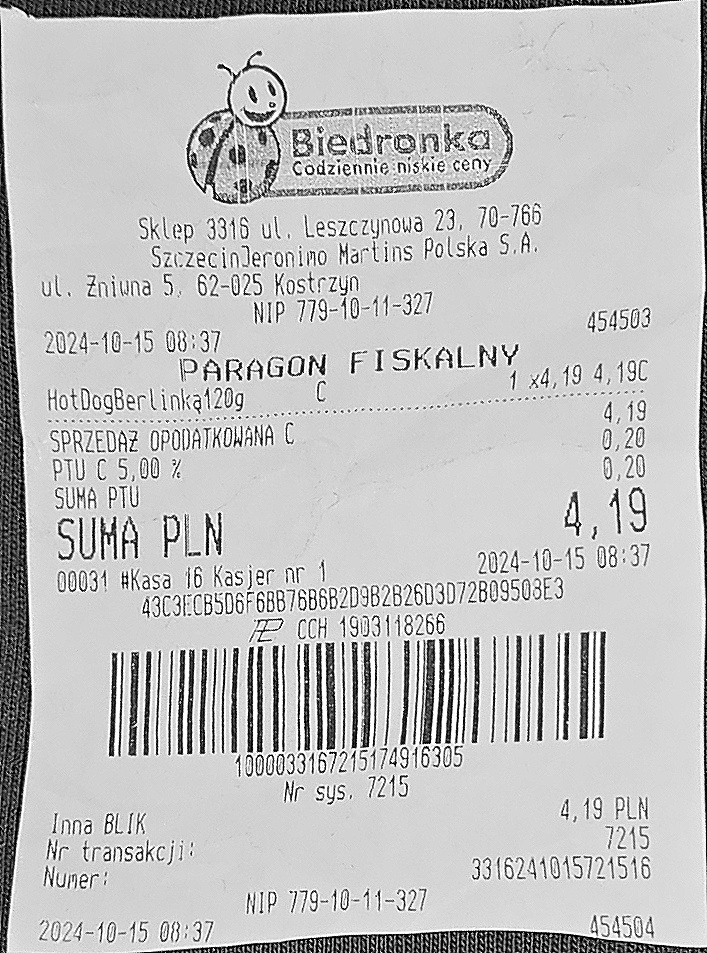 Biedronka
Codziennie niskie ceny
Sklep 3316 ul. Leszczynowa 23, 70-766
SzczecinJeronimo Martins Polska S.A.
ul. Żniwna 5, 62-025 Kostrzyn
NIP 779-10-11-327
2024-10-15 08:37 454503
PARAGON FISKALNY
HotDogBerlinką120g C 1 x4,19 4,19C
SPRZEDAŻ OPODATKOWANA C 4,19
PTU C 5,00 % 0,20
SUMA PTU 0,20
SUMA PLN 4,19
00031 #Kasa 16 Kasjer nr 1 2024-10-15 08:37
43C3ECB5D6F6BB76B6B2D9B2B26D3D72B09508E3
CCH 1903118266
1000033167215174916305
Nr sys. 7215
Inna BLIK 4,19 PLN
Nr transakcji: 7215
Numer: 3316241015721516
NIP 779-10-11-327
2024-10-15 08:37 454504